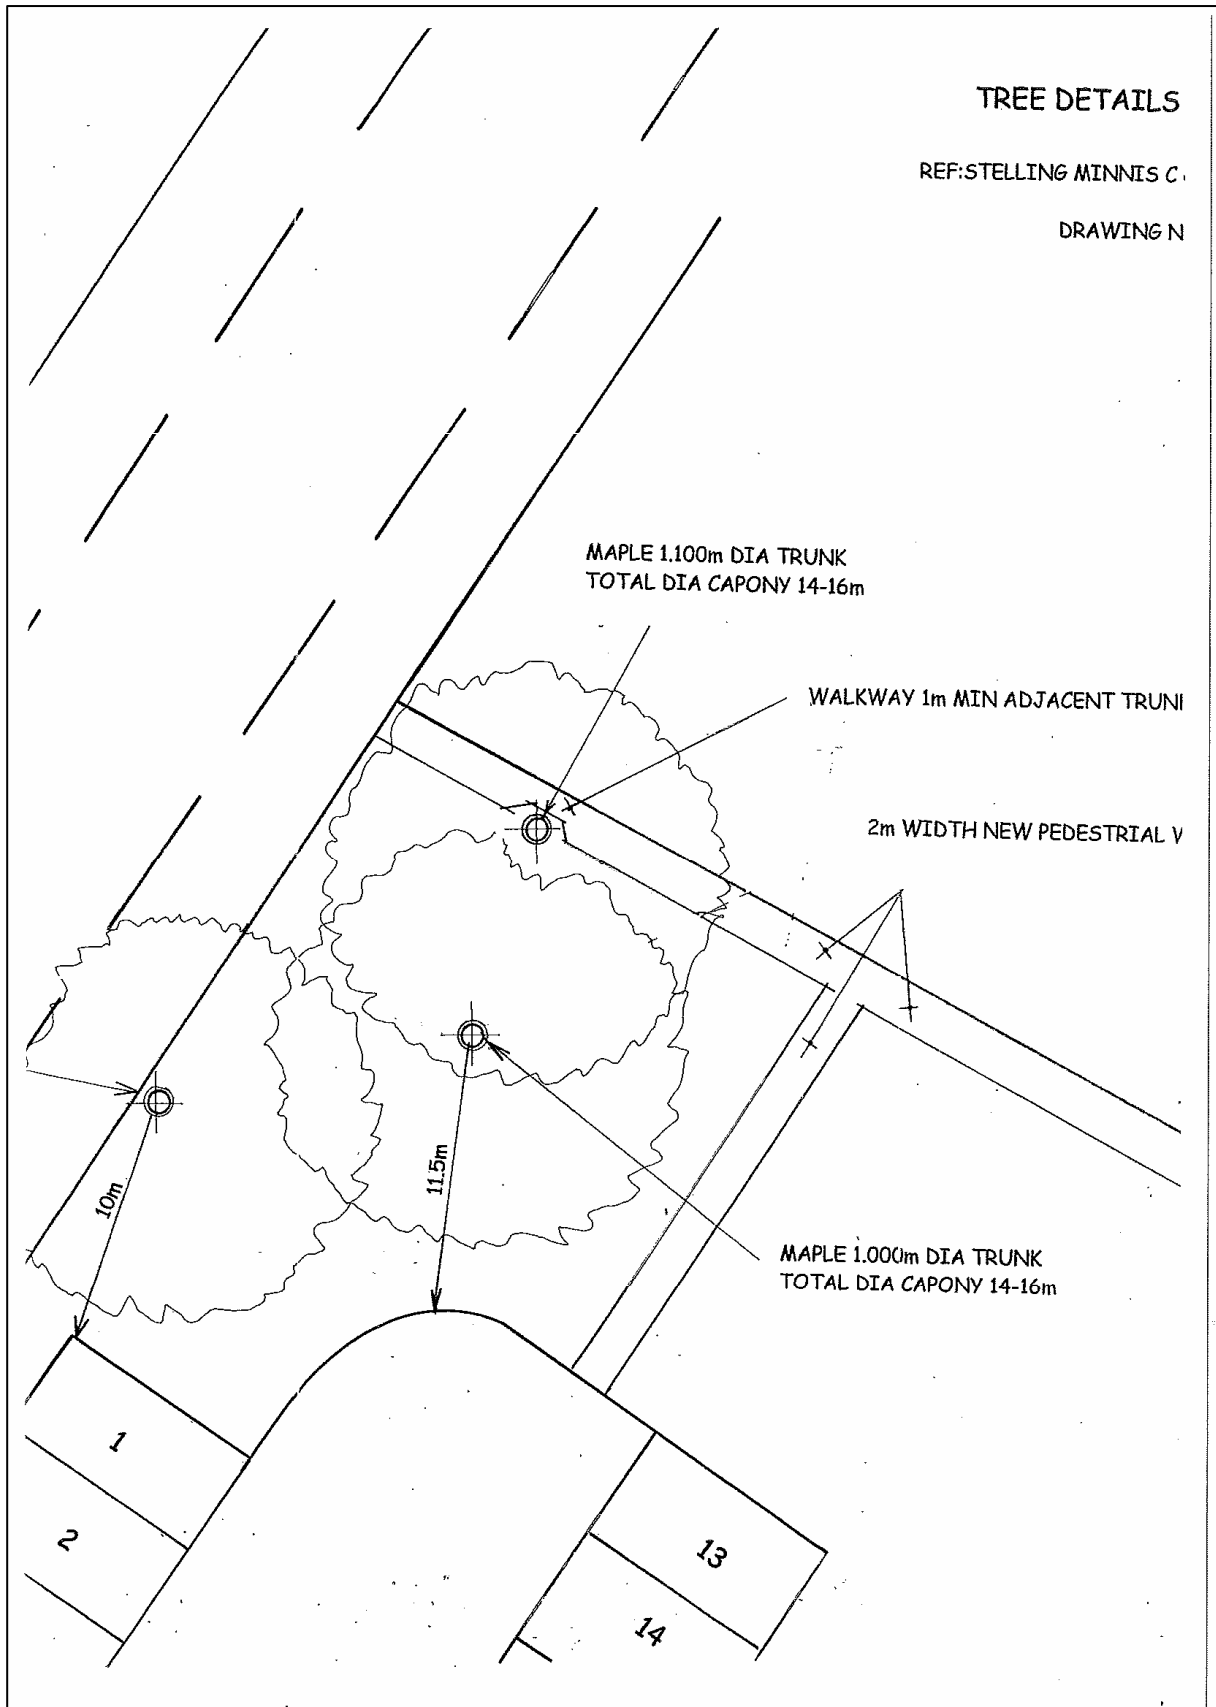 TREE DETAILS
REF:STELLING MINNIS C
DRAWING N
MAPLE 1.100m DIA TRUNK
TOTAL DIA CAPONY 14-16m
WALKWAY 1m MIN ADJACENT
2m WIDTH NEW PEDESTRIAL
10m
11.5m
MAPLE 1.000m DIA TRUNK
TOTAL DIA CAPONY 14-16m
1
2
13
14